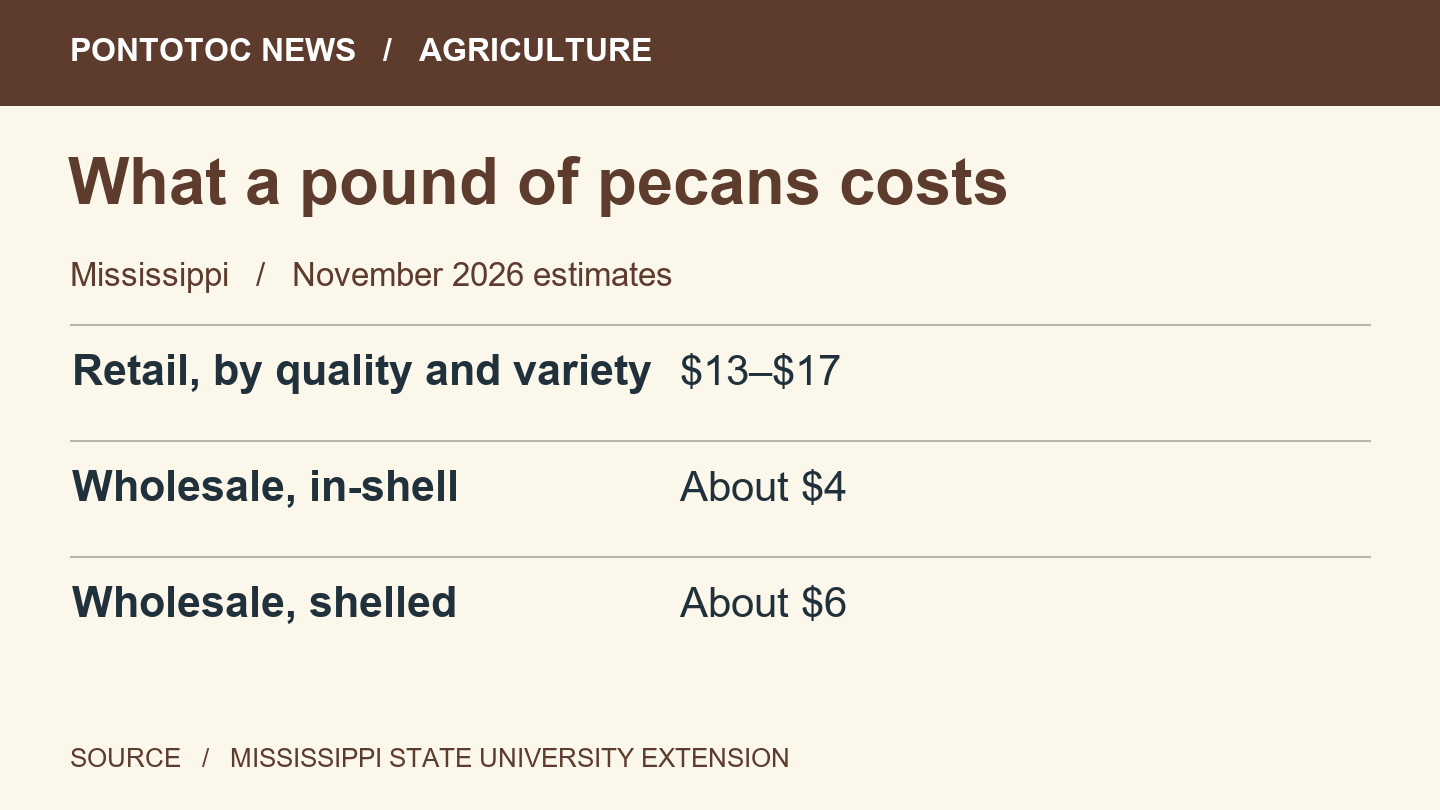 PONTOTOC NEWS / AGRICULTURE
What a pound of pecans costs
Mississippi / November 2026 estimates
Retail, by quality and variety $13–$17
Wholesale, in-shell About $4
Wholesale, shelled About $6
SOURCE / MISSISSIPPI STATE UNIVERSITY EXTENSION